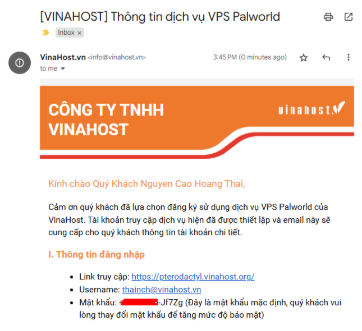 [VINAHOST] Thông tin dịch vụ VPS Palworld
Inbox ×
VinaHost.vn <info@vinahost.vn>
3:45 PM (0 minutes ago)
to me
CÔNG TY TNHH
VINAHOST
vinahost.
Kính chào Quý Khách Nguyen Cao Hoang Thai,
Cảm ơn quý khách đã lựa chọn đăng ký sử dụng dịch vụ VPS Palworld của
VinaHost. Tài khoản truy cập dịch vụ hiện đã được thiết lập và email này sẽ
cung cấp cho quý khách thông tin tài khoản chi tiết.
I. Thông tin đăng nhập
• Link truy cập: https://pterodactyl.vinahost.org/
• Username: thainch@vinahost.vn
• Mật khẩu: -Jf7Zg (Đây là mật khẩu mặc định, quý khách vui
lòng thay đổi mật khẩu để tăng mức độ bảo mật)